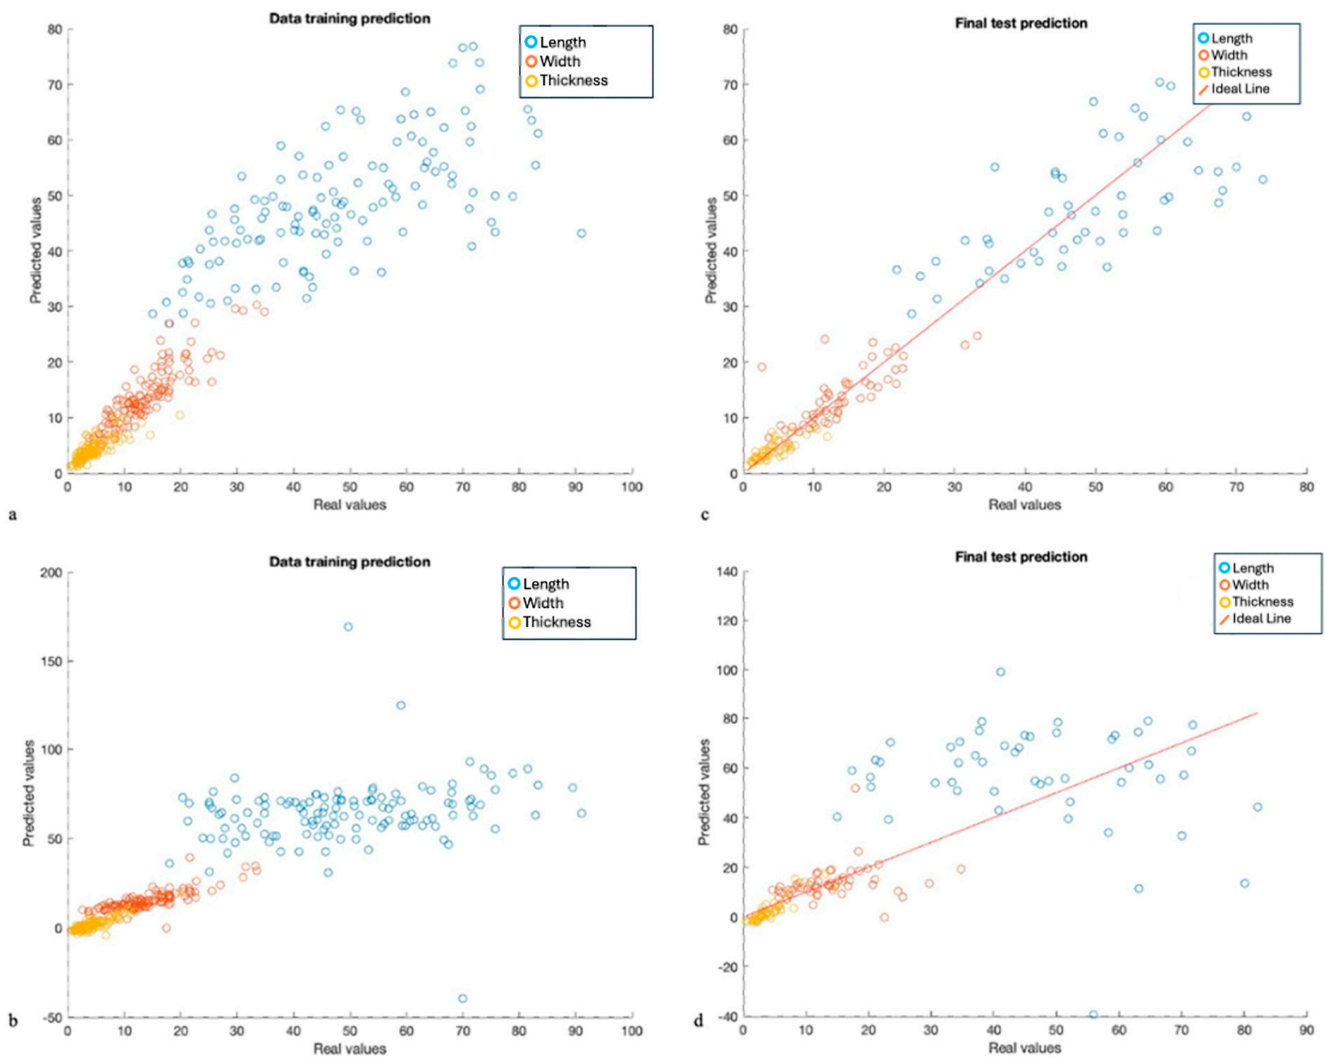 Data training prediction
80
70
60
50
40
30
20
10
0
Predicted values
0 10 20 30 40 50 60 70 80 90 100
Real values
Length
Width
Thickness
a
Final test prediction
80
70
60
50
40
30
20
10
0
Predicted values
0 10 20 30 40 50 60 70 80
Real values
Length
Width
Thickness
Ideal Line
c
Data training prediction
200
150
100
50
0
-50
Predicted values
0 10 20 30 40 50 60 70 80 90 100
Real values
Length
Width
Thickness
b
Final test prediction
140
120
100
80
60
40
20
0
-20
-40
Predicted values
0 10 20 30 40 50 60 70 80 90
Real values
Length
Width
Thickness
Ideal Line
d